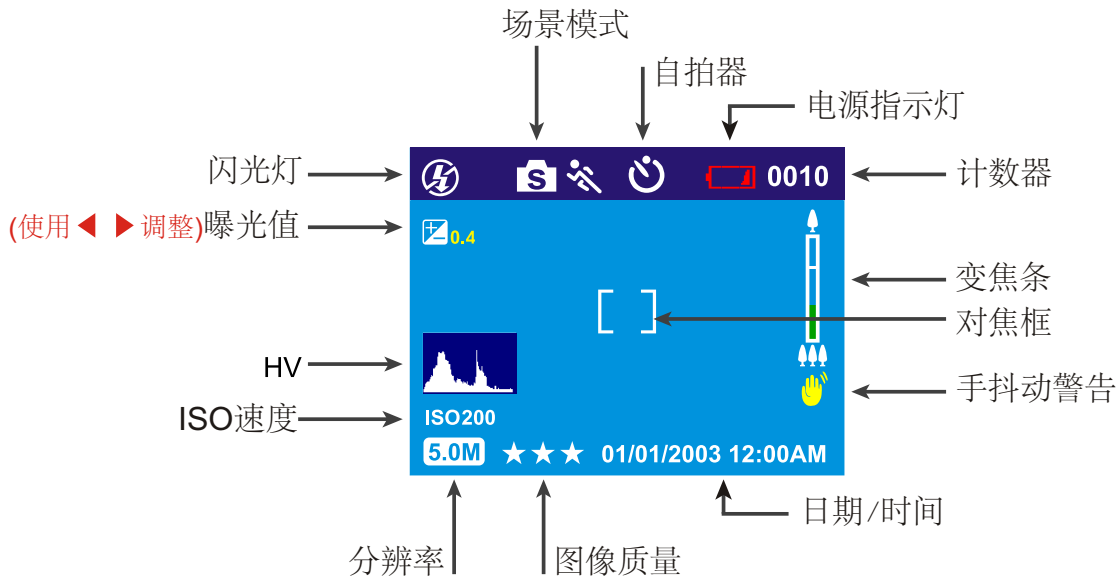 场景模式
自拍器
电源指示灯
闪光灯
S
0010
计数器
(使用◀ ▶调整)曝光值
0.4
变焦条
对焦框
HV
手抖动警告
ISO速度
ISO200
5.0M ★★★ 01/01/2003 12:00AM
日期/时间
分辨率
图像质量